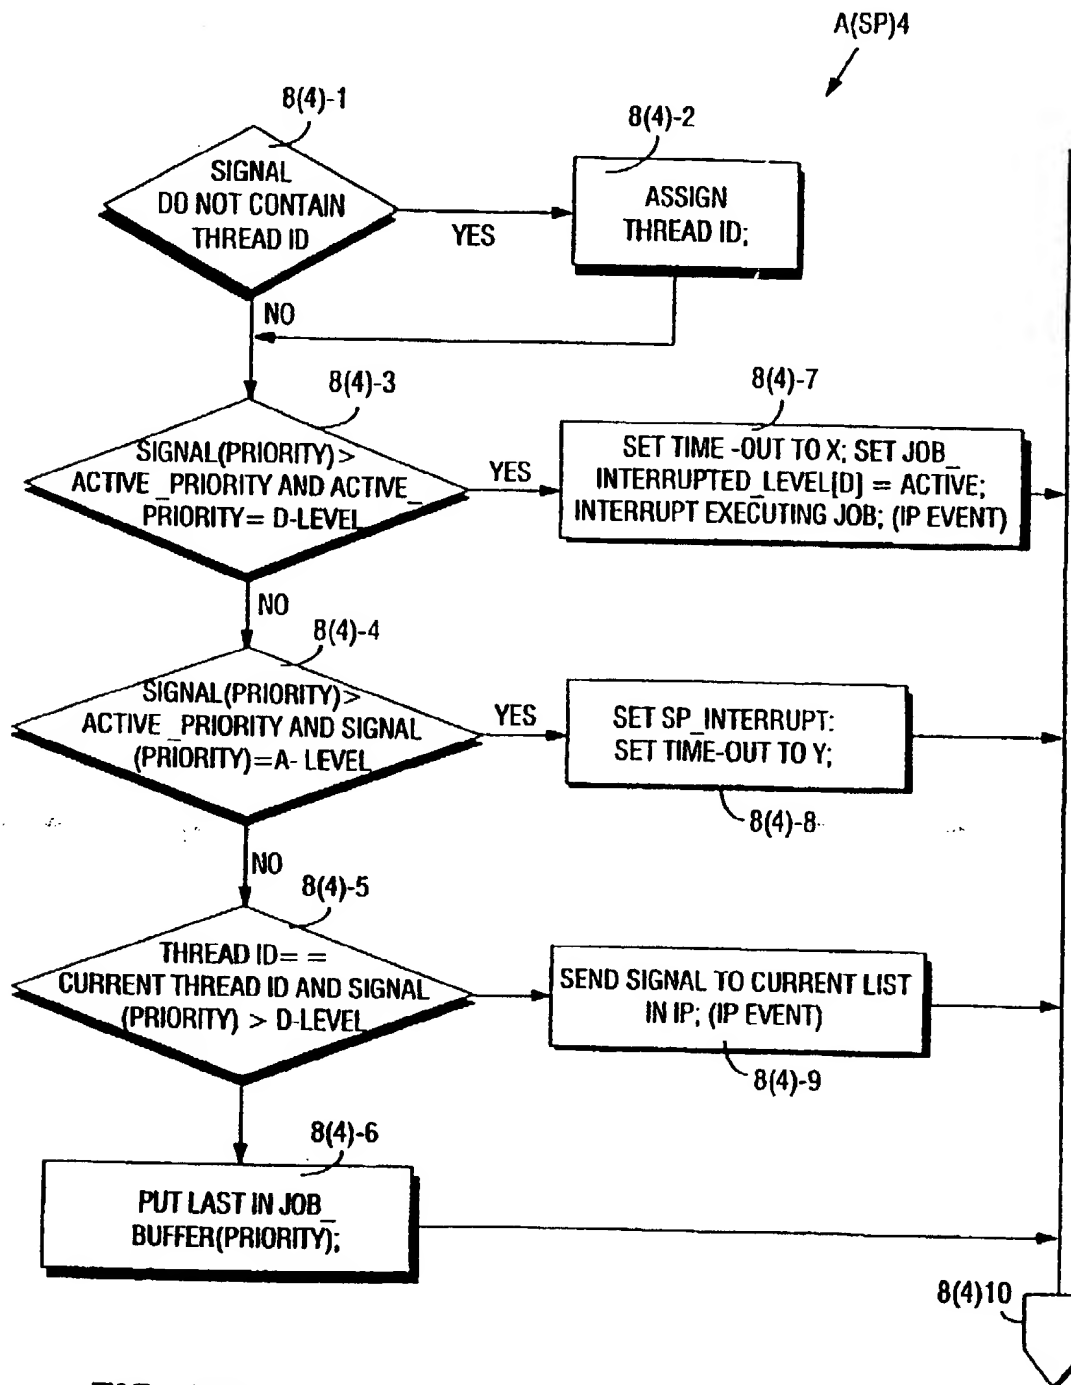 A(SP)4
8(4)-1
SIGNAL
DO NOT CONTAIN
THREAD ID
YES
8(4)-2
ASSIGN
THREAD ID;
NO
8(4)-3
SIGNAL(PRIORITY)>
ACTIVE_PRIORITY AND ACTIVE_
PRIORITY= D-LEVEL
YES
8(4)-7
SET TIME-OUT TO X; SET JOB_
INTERRUPTED_LEVEL[D] = ACTIVE;
INTERRUPT EXECUTING JOB; (IP EVENT)
NO
8(4)-4
SIGNAL(PRIORITY)>
ACTIVE_PRIORITY AND SIGNAL
(PRIORITY)=A- LEVEL
YES
SET SP_INTERRUPT:
SET TIME-OUT TO Y;
8(4)-8
NO
8(4)-5
THREAD ID= =
CURRENT THREAD ID AND SIGNAL
(PRIORITY) > D-LEVEL
SEND SIGNAL TO CURRENT LIST
IN IP; (IP EVENT)
8(4)-9
8(4)-6
PUT LAST IN JOB_
BUFFER(PRIORITY);
8(4)10